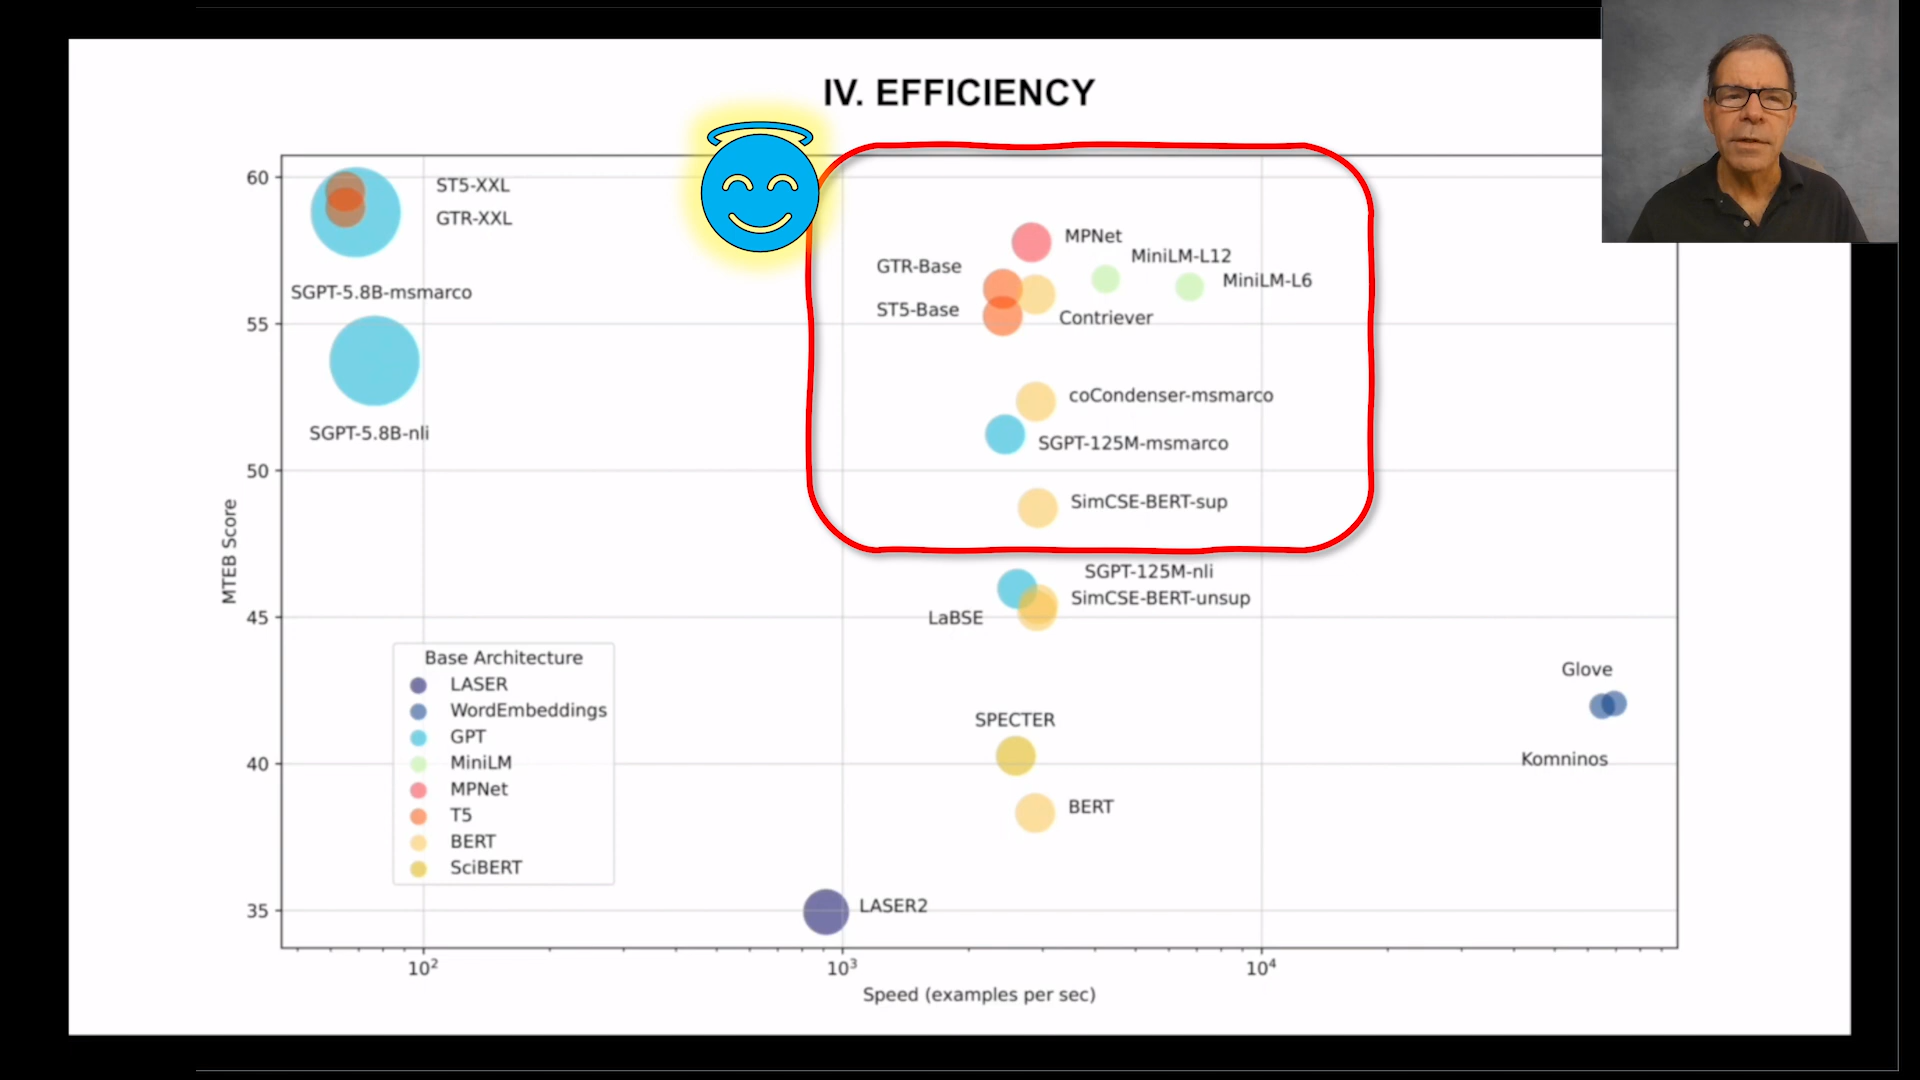 IV. EFFICIENCY
60
55
50
45
40
35
MTEB Score
ST5-XXL
GTR-XXL
SGPT-5.8B-msmarco
SGPT-5.8B-nli
MPNet
MiniLM-L12
GTR-Base
MiniLM-L6
ST5-Base
Contriever
coCondenser-msmarco
SGPT-125M-msmarco
SimCSE-BERT-sup
SGPT-125M-nli
SimCSE-BERT-unsup
LaBSE
Glove
SPECTER
Komninos
BERT
LASER2
Base Architecture
LASER
WordEmbeddings
GPT
MiniLM
MPNet
T5
BERT
SciBERT
10²
10³
10⁴
Speed (examples per sec)